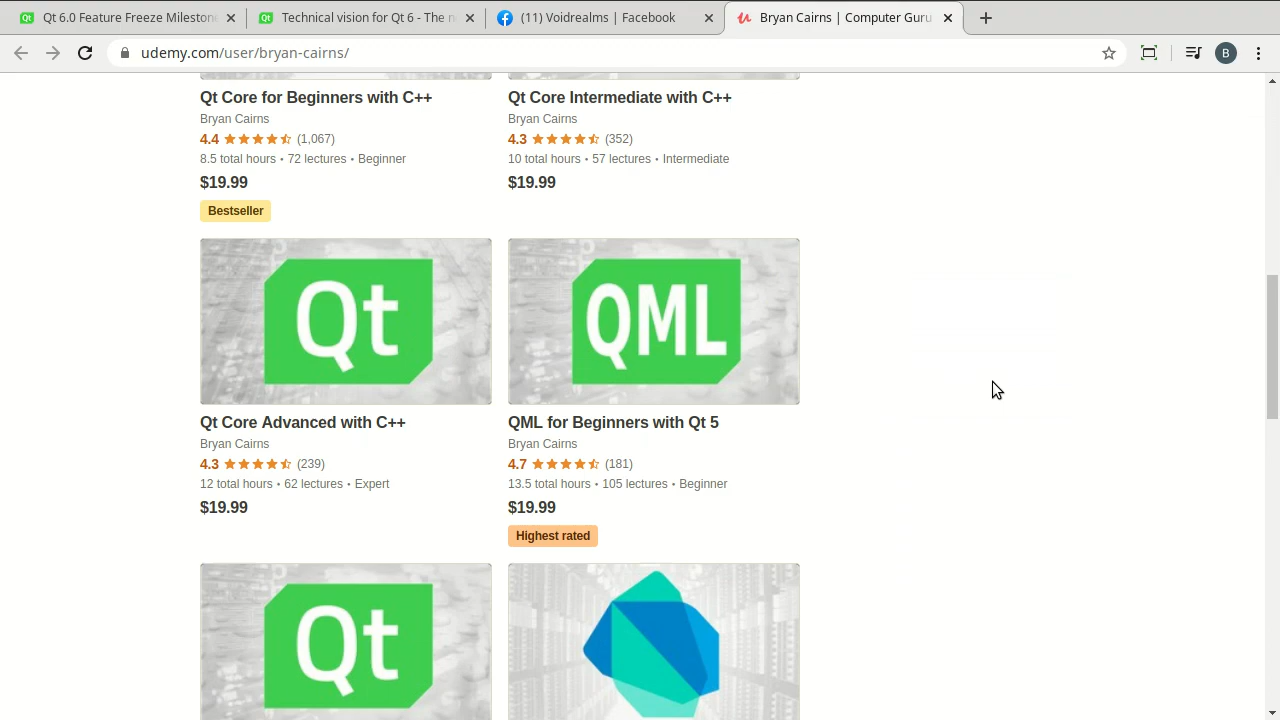 Qt 6.0 Feature Freeze Mileston
Technical vision for Qt 6 - The n
(11) Voidrealms | Facebook
Bryan Cairns | Computer Guru
udemy.com/user/bryan-cairns/
B
Qt Core for Beginners with C++
Bryan Cairns
4.4 (1,067)
8.5 total hours • 72 lectures • Beginner
$19.99
Bestseller
Qt Core Intermediate with C++
Bryan Cairns
4.3 (352)
10 total hours • 57 lectures • Intermediate
$19.99
Qt
Qt Core Advanced with C++
Bryan Cairns
4.3 (239)
12 total hours • 62 lectures • Expert
$19.99
QML
QML for Beginners with Qt 5
Bryan Cairns
4.7 (181)
13.5 total hours • 105 lectures • Beginner
$19.99
Highest rated
Qt